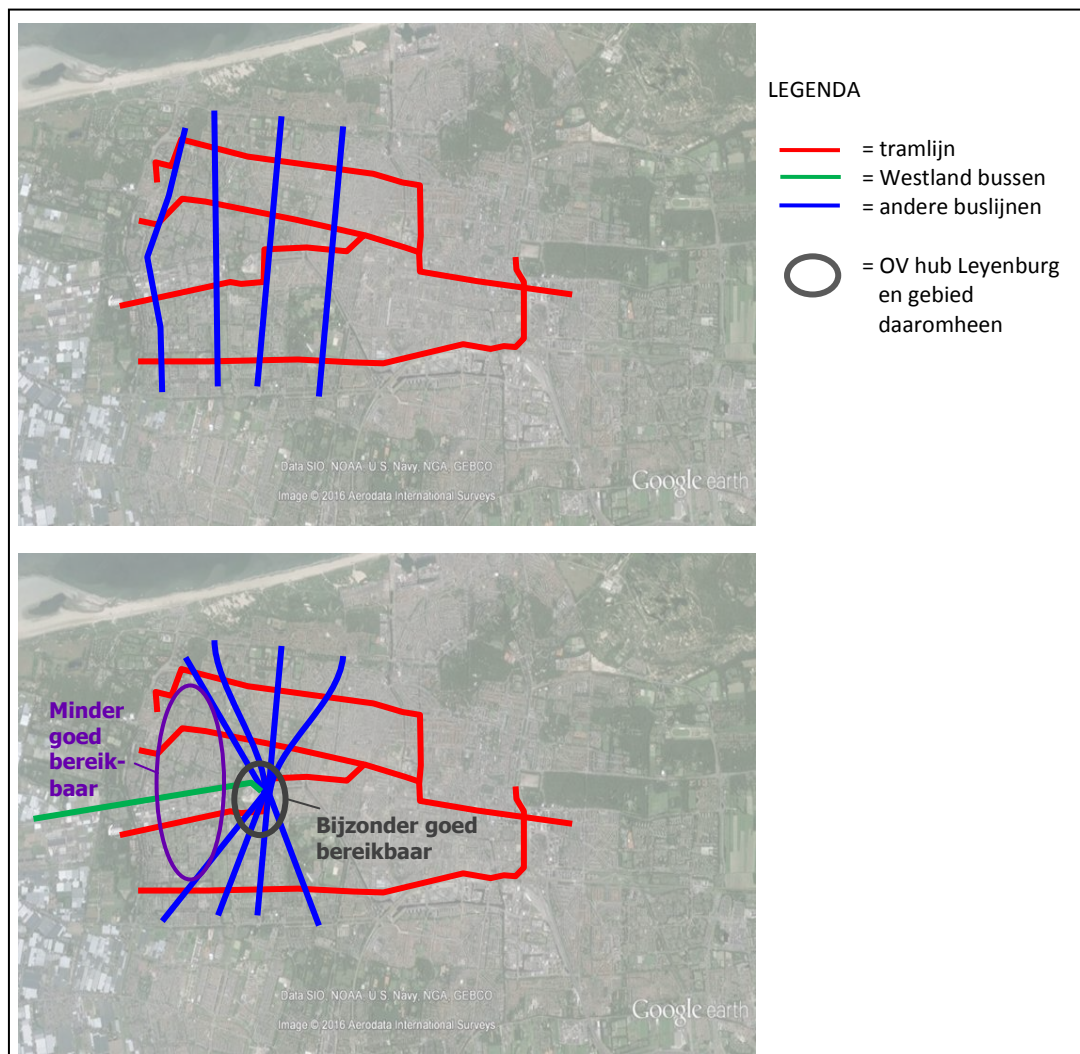 LEGENDA
= tramlijn
= Westland bussen
= andere buslijnen
= OV hub Leyenburg
en gebied
daaromheen
Data SIO, NOAA, U.S. Navy, NGA, GEBCO
Image © 2016 Aerodata International Surveys
Google earth
Minder
goed
bereik-
baar
Bijzonder goed
bereikbaar
Data SIO, NOAA, U.S. Navy, NGA, GEBCO
Image © 2016 Aerodata International Surveys
Google earth